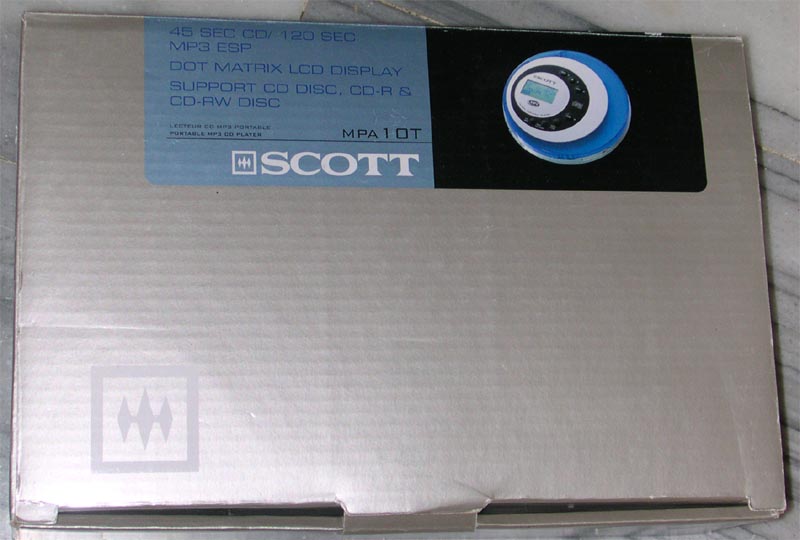 45 SEC CD/ 120 SEC
MP3 ESP
DOT MATRIX LCD DISPLAY
SUPPORT CD DISC, CD-R &
CD-RW DISC
LECTEUR CD MP3 PORTABLE
PORTABLE MP3 CD PLAYER
MPA10T
SCOTT
SCOTT